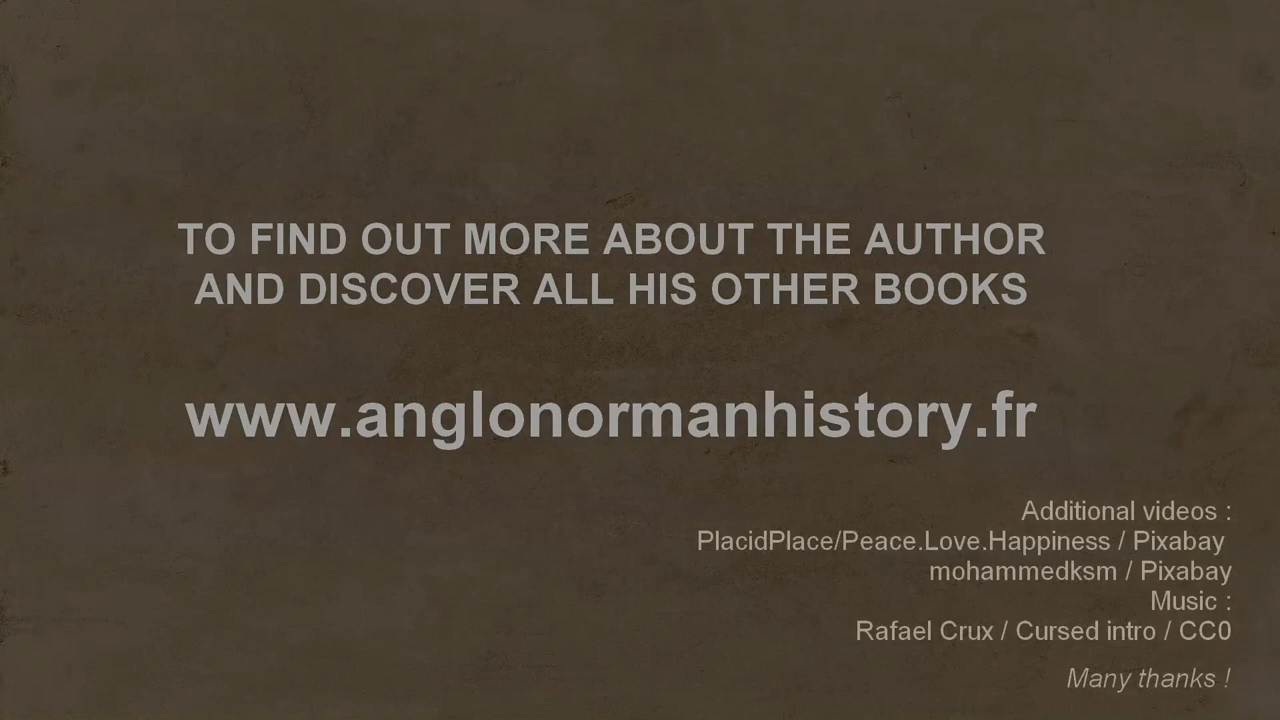 TO FIND OUT MORE ABOUT THE AUTHOR
AND DISCOVER ALL HIS OTHER BOOKS
www.anglonormanhistory.fr
Additional videos :
PlacidPlace/Peace.Love.Happiness / Pixabay
mohammedksm / Pixabay
Music :
Rafael Crux / Cursed intro / CC0
Many thanks !